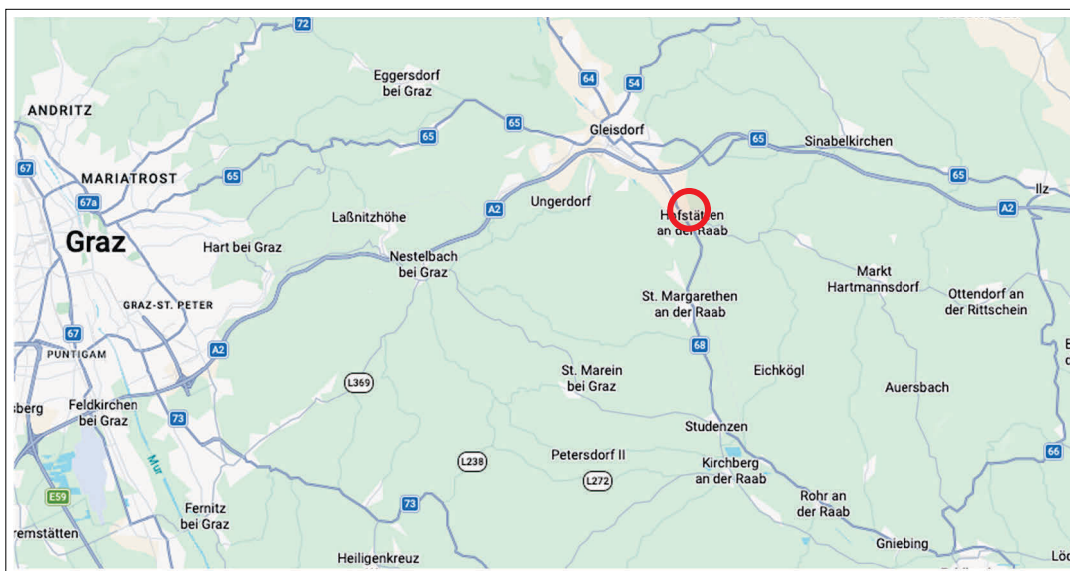 72
Eggersdorf
bei Graz
64
54
ANDRITZ
65
Gleisdorf
65
65
Sinabelkirchen
67
MARIATROST
65
65
Ilz
67a
Laßnitzhöhe
A2
Ungerdorf
Hofstätten
an der Raab
A2
Graz
Hart bei Graz
Nestelbach
bei Graz
Markt
Hartmannsdorf
GRAZ-ST. PETER
St. Margarethen
an der Raab
Ottendorf an
der Rittschein
67
PUNTIGAM
A2
68
L369
St. Marein
bei Graz
Eichkögl
Auersbach
sberg
Feldkirchen
bei Graz
73
Studenzen
Mur
L238
Petersdorf II
L272
Kirchberg
an der Raab
66
E59
Fernitz
bei Graz
73
Rohr an
der Raab
remstätten
Gniebing
Heiligenkreuz